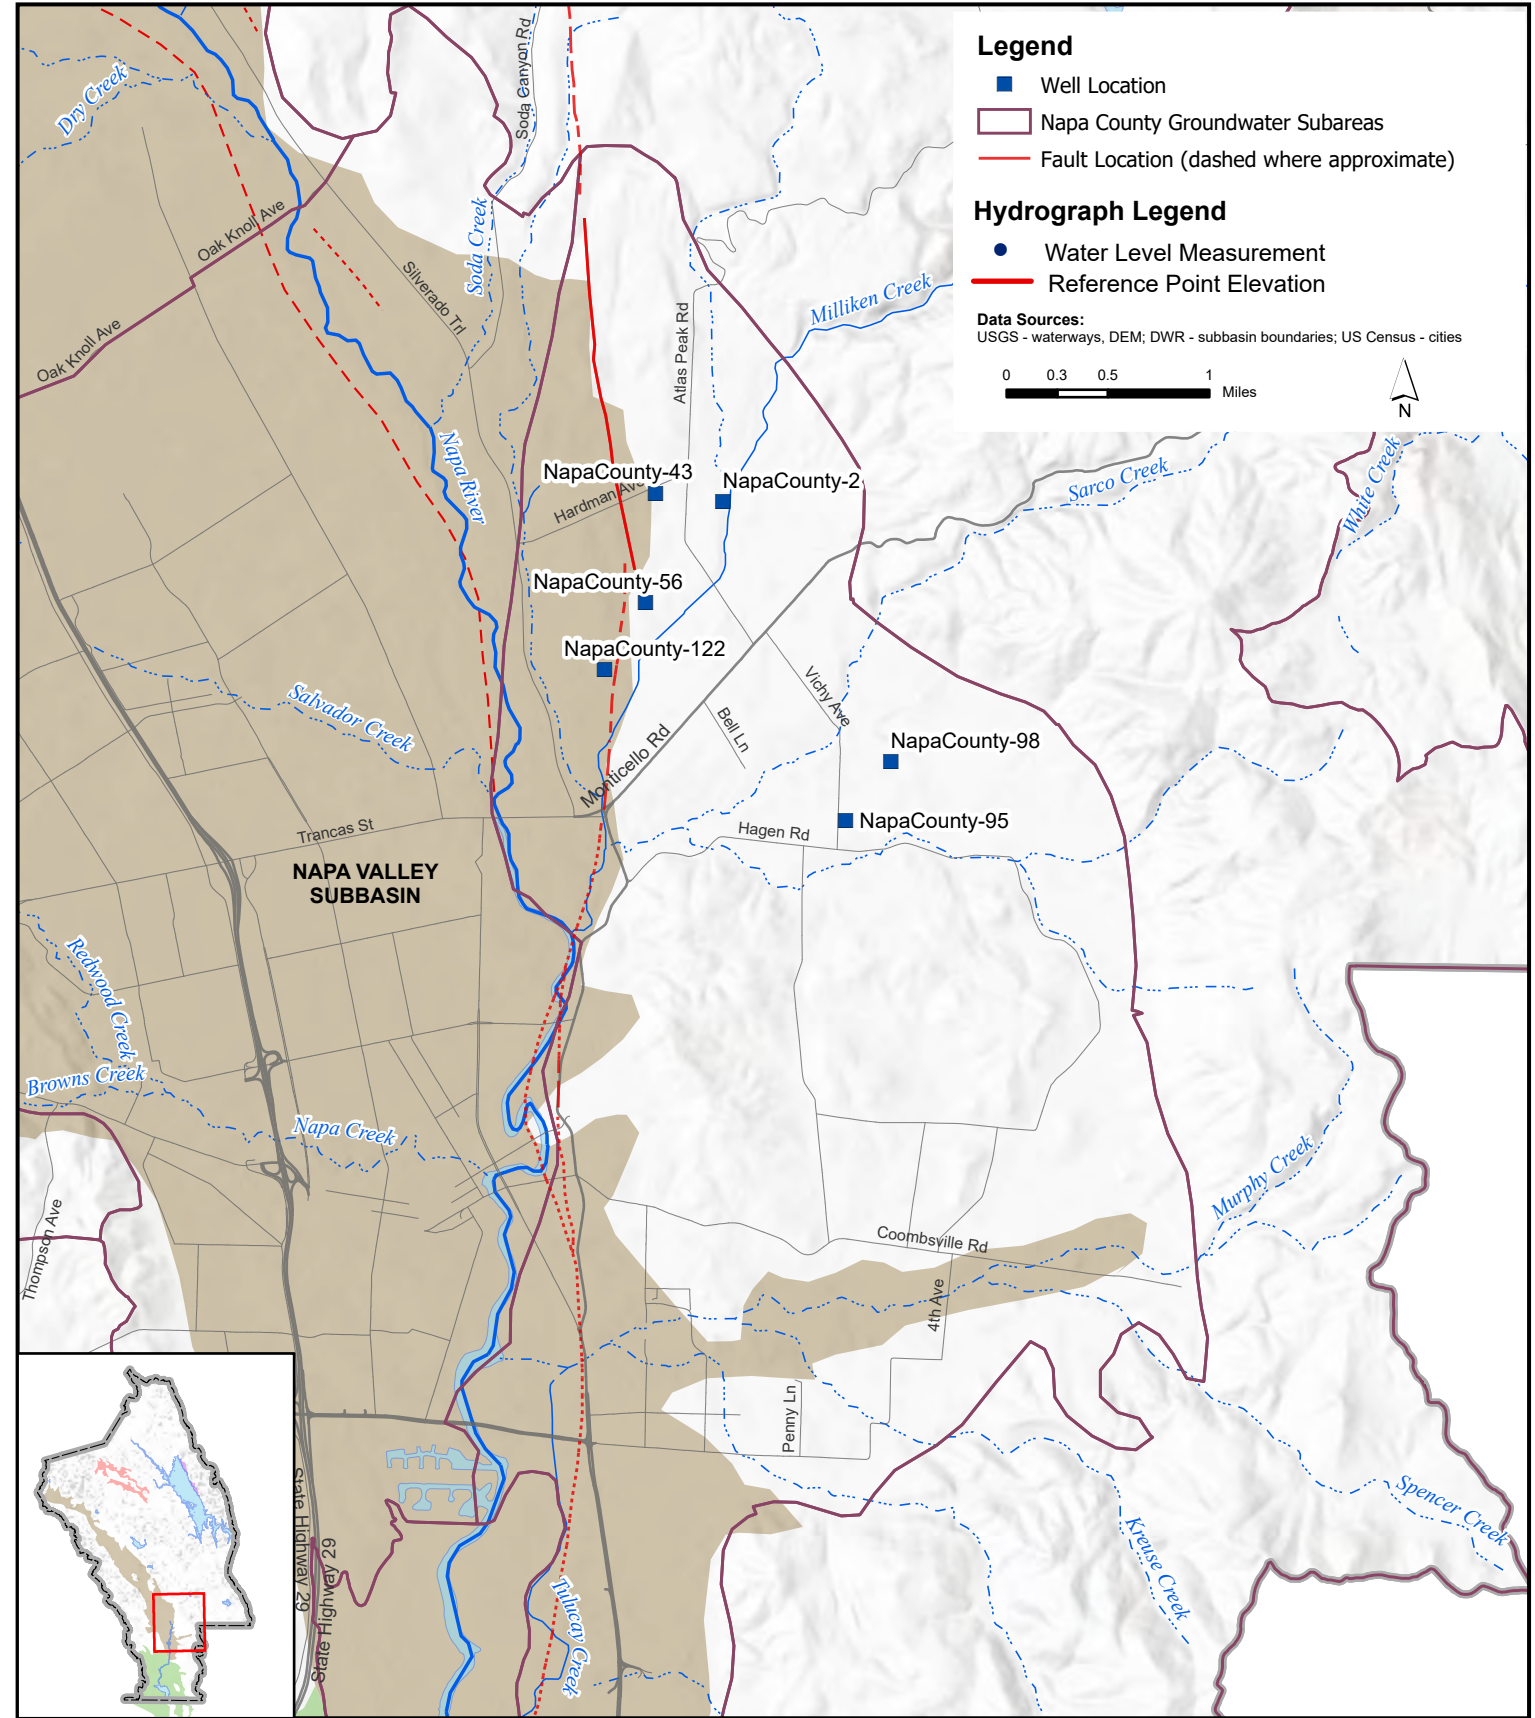 Legend
Well Location
Napa County Groundwater Subareas
Fault Location (dashed where approximate)
Hydrograph Legend
Water Level Measurement
Reference Point Elevation
Data Sources:
USGS - waterways, DEM; DWR - subbasin boundaries; US Census - cities
0 0.3 0.5 1
Miles
N
Dry Creek
Soda Canyon Rd
Oak Knoll Ave
Soda Creek
Silverado Trl
Oak Knoll Ave
Atlas Peak Rd
Milliken Creek
Napa River
NapaCounty-43
NapaCounty-2
Hardman Ave
Sarco Creek
White Creek
NapaCounty-56
NapaCounty-122
Salvador Creek
Vichy Ave
Bell Ln
Monticello Rd
NapaCounty-98
NapaCounty-95
Trancas St
Hagen Rd
NAPA VALLEY
SUBBASIN
Redwood Creek
Browns Creek
Napa Creek
Murphy Creek
Thompson Ave
Coombsville Rd
4th Ave
Penny Ln
Spencer Creek
Kreuse Creek
State Highway 29
State Highway 29
Tulucay Creek